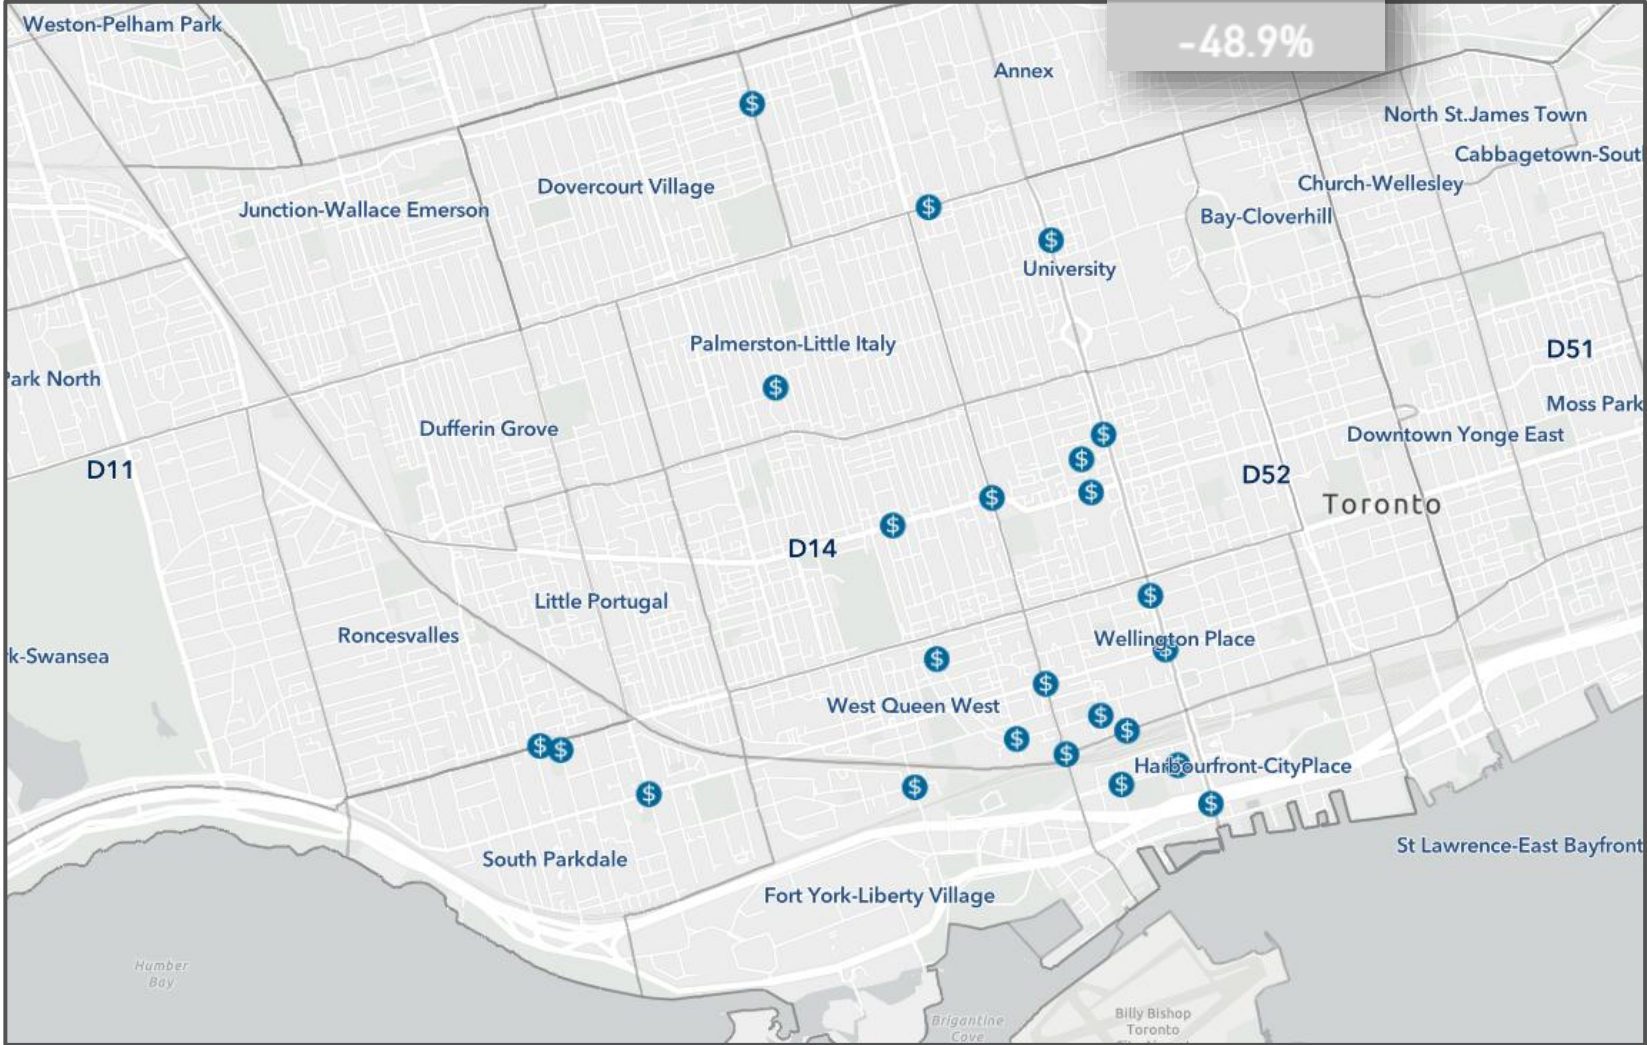 Weston-Pelham Park
-48.9%
Annex
$
North St.James Town
Cabbagetown-Sout
Dovercourt Village
Church-Wellesley
Junction-Wallace Emerson
$
Bay-Cloverhill
$
University
Palmerston-Little Italy
D51
ark North
$
Moss Park
Dufferin Grove
$
Downtown Yonge East
$
D11
D52
$
$
Toronto
$
D14
$
Little Portugal
Roncesvalles
Wellington Place
k-Swansea
$
$
$
West Queen West
$
$
$
$
$
$
$
Harbourfront-CityPlace
$
$
$
$
$
St Lawrence-East Bayfront
South Parkdale
Fort York-Liberty Village
Humber
Bay
Brigantine
Cove
Billy Bishop
Toronto